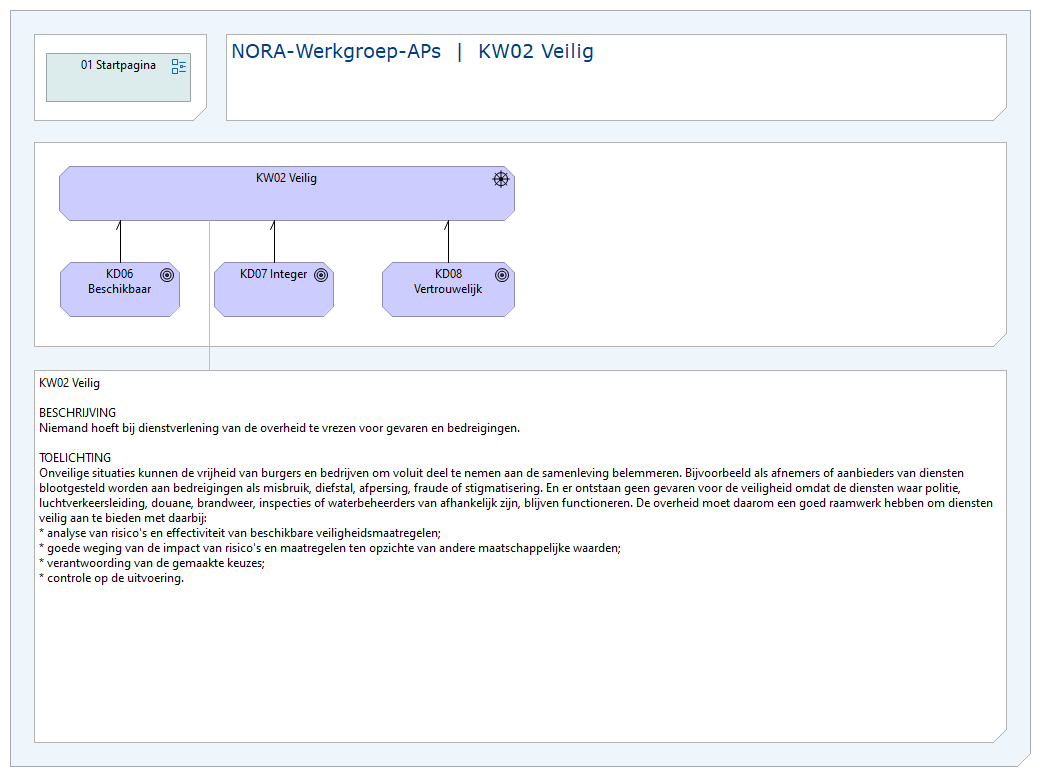 01 Startpagina
NORA-Werkgroep-APs | KW02 Veilig
KW02 Veilig
KD06
Beschikbaar
KD07 Integer
KD08
Vertrouwelijk
KW02 Veilig
BESCHRIJVING
Niemand hoeft bij dienstverlening van de overheid te vrezen voor gevaren en bedreigingen.
TOELICHTING
Onveilige situaties kunnen de vrijheid van burgers en bedrijven om voluit deel te nemen aan de samenleving belemmeren. Bijvoorbeeld als afnemers of aanbieders van diensten
blootgesteld worden aan bedreigingen als misbruik, diefstal, afpersing, fraude of stigmatisering. En er ontstaan geen gevaren voor de veiligheid omdat de diensten waar politie,
luchtverkeersleiding, douane, brandweer, inspecties of waterbeheerders van afhankelijk zijn, blijven functioneren. De overheid moet daarom een goed raamwerk hebben om diensten
veilig aan te bieden met daarbij:
* analyse van risico's en effectiviteit van beschikbare veiligheidsmaatregelen;
* goede weging van de impact van risico's en maatregelen ten opzichte van andere maatschappelijke waarden;
* verantwoording van de gemaakte keuzes;
* controle op de uitvoering.